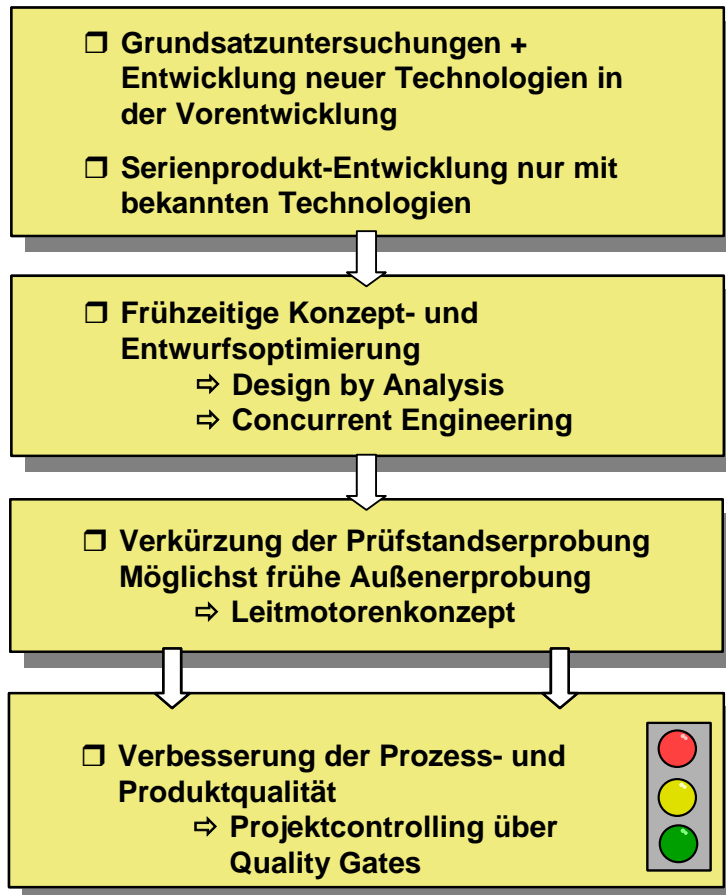 ❒ Grundsatzuntersuchungen +
Entwicklung neuer Technologien in
der Vorentwicklung
❒ Serienprodukt-Entwicklung nur mit
bekannten Technologien
❒ Frühzeitige Konzept- und
Entwurfsoptimierung
⇨ Design by Analysis
⇨ Concurrent Engineering
❒ Verkürzung der Prüfstandserprobung
Möglichst frühe Außenerprobung
⇨ Leitmotorenkonzept
❒ Verbesserung der Prozess- und
Produktqualität
⇨ Projektcontrolling über
Quality Gates